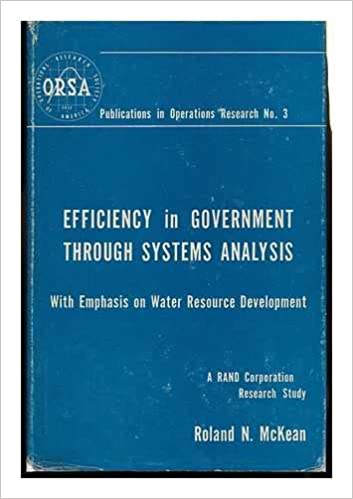 OPERATIONS RESEARCH SOCIETY OF AMERICA
ORSA
Publications in Operations Research No. 3
EFFICIENCY in GOVERNMENT
THROUGH SYSTEMS ANALYSIS
With Emphasis on Water Resource Development
A RAND Corporation
Research Study
Roland N. McKean